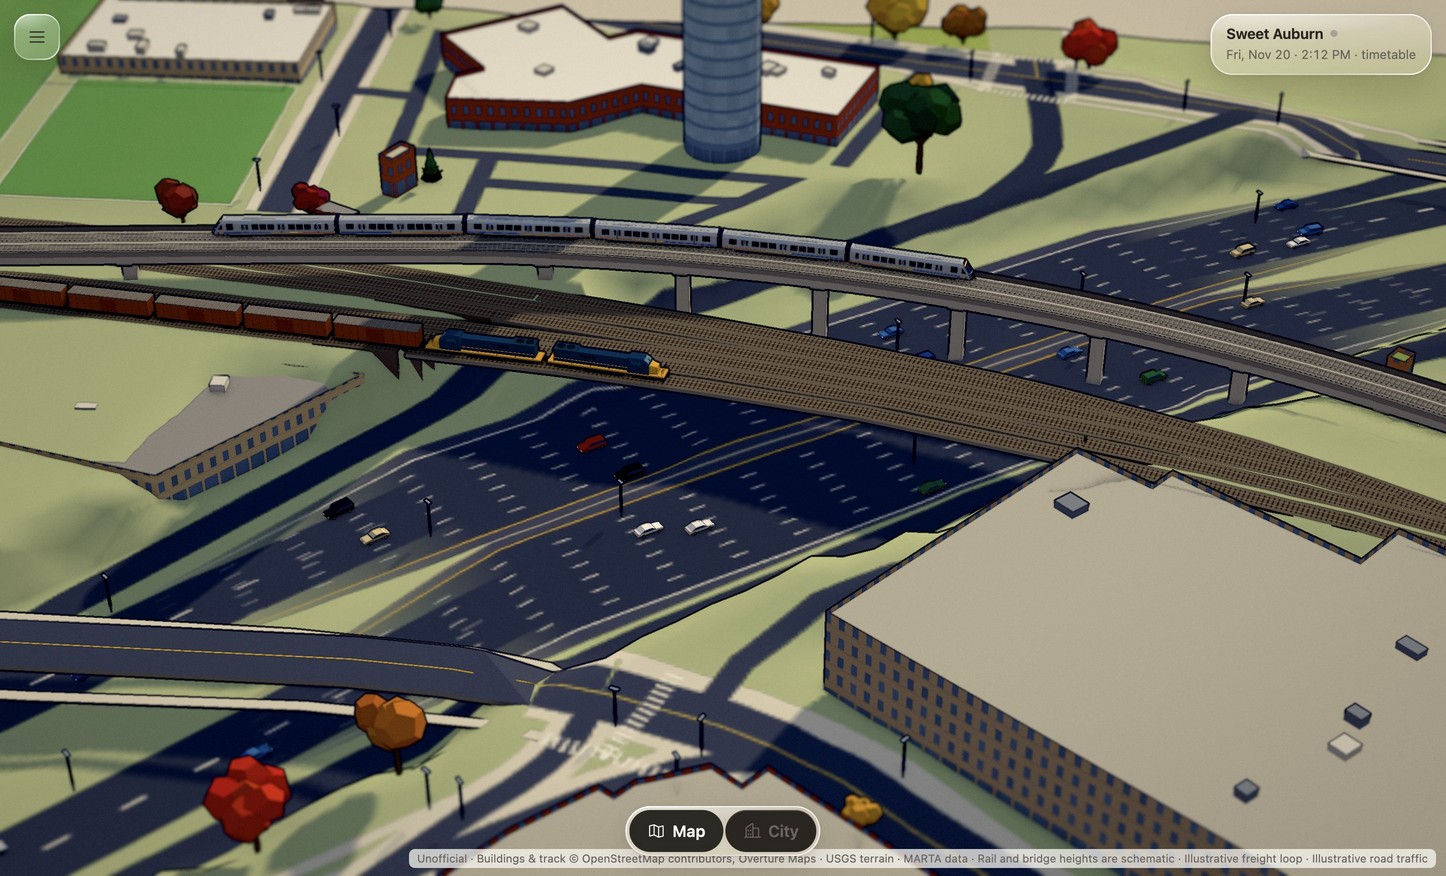 Sweet Auburn
Fri, Nov 20 · 2:12 PM · timetable
Map
City
Unofficial · Buildings & track © OpenStreetMap contributors, Overture Maps · USGS terrain · MARTA data · Rail and bridge heights are schematic · Illustrative freight loop · Illustrative road traffic